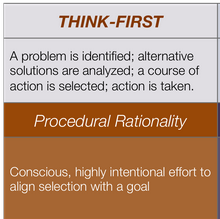 THINK-FIRST
A problem is identified; alternative
solutions are analyzed; a course of
action is selected; action is taken.
Procedural Rationality
Conscious, highly intentional effort to
align selection with a goal